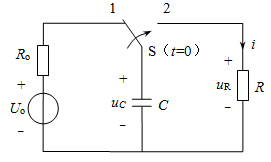 1 2
S（t=0） i
R₀ + + +
U₀ u_C C u_R R
− − −